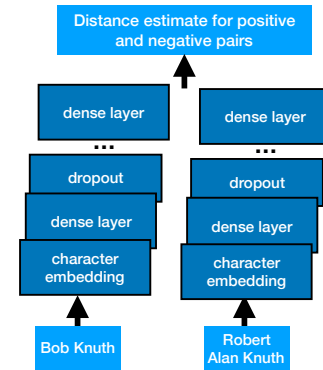 Distance estimate for positive
and negative pairs
dense layer
...
dropout
dense layer
character
embedding
Bob Knuth
dense layer
...
dropout
dense layer
character
embedding
Robert
Alan Knuth